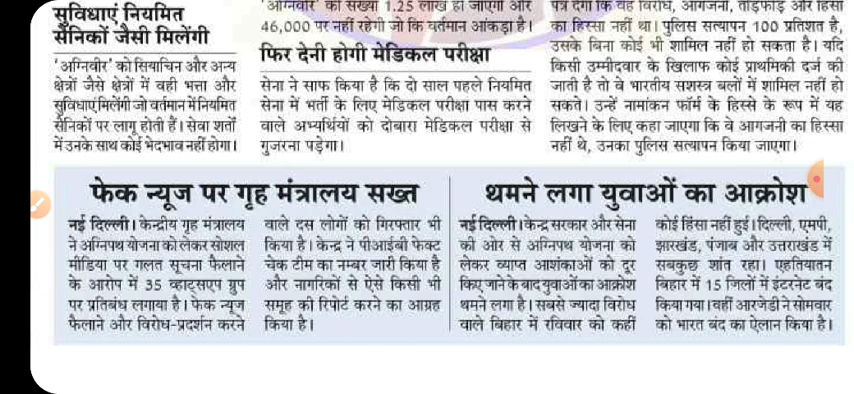 सुविधाएं नियमित
सैनिकों जैसी मिलेंगी
'अग्निवीर' को सियाचिन और अन्य
क्षेत्रों जैसे क्षेत्रों में वही भत्ता और
सुविधाएं मिलेंगी जो वर्तमान में नियमित
सैनिकों पर लागू होती हैं। सेवा शर्तों
में उनके साथ कोई भेदभाव नहीं होगा।
'अग्निवीर' की संख्या 1.25 लाख हो जाएगी और
46,000 पर नहीं रहेगी जो कि वर्तमान आंकड़ा है।
फिर देनी होगी मेडिकल परीक्षा
सेना ने साफ किया है कि दो साल पहले नियमित
सेना में भर्ती के लिए मेडिकल परीक्षा पास करने
वाले अभ्यर्थियों को दोबारा मेडिकल परीक्षा से
गुजरना पड़ेगा।
पत्र देगा कि वह विरोध, आगजनी, तोड़फोड़ और हिंसा
का हिस्सा नहीं था। पुलिस सत्यापन 100 प्रतिशत है,
उसके बिना कोई भी शामिल नहीं हो सकता है। यदि
किसी उम्मीदवार के खिलाफ कोई प्राथमिकी दर्ज की
जाती है तो वे भारतीय सशस्त्र बलों में शामिल नहीं हो
सकते। उन्हें नामांकन फॉर्म के हिस्से के रूप में यह
लिखने के लिए कहा जाएगा कि वे आगजनी का हिस्सा
नहीं थे, उनका पुलिस सत्यापन किया जाएगा।
फेक न्यूज पर गृह मंत्रालय सख्त
नई दिल्ली। केन्द्रीय गृह मंत्रालय
ने अग्निपथ योजना को लेकर सोशल
मीडिया पर गलत सूचना फैलाने
के आरोप में 35 व्हाट्सएप ग्रुप
पर प्रतिबंध लगाया है। फेक न्यूज
फैलाने और विरोध-प्रदर्शन करने
वाले दस लोगों को गिरफ्तार भी
किया है। केन्द्र ने पीआईबी फेक्ट
चेक टीम का नम्बर जारी किया है
और नागरिकों से ऐसे किसी भी
समूह की रिपोर्ट करने का आग्रह
किया है।
थमने लगा युवाओं का आक्रोश
नई दिल्ली। केन्द्र सरकार और सेना
की ओर से अग्निपथ योजना को
लेकर व्याप्त आशंकाओं को दूर
किए जाने के बाद युवाओं का आक्रोश
थमने लगा है। सबसे ज्यादा विरोध
वाले बिहार में रविवार को कहीं
कोई हिंसा नहीं हुई। दिल्ली, एमपी,
झारखंड, पंजाब और उत्तराखंड में
सबकुछ शांत रहा। एहतियातन
बिहार में 15 जिलों में इंटरनेट बंद
किया गया। वहीं आरजेडी ने सोमवार
को भारत बंद का ऐलान किया है।